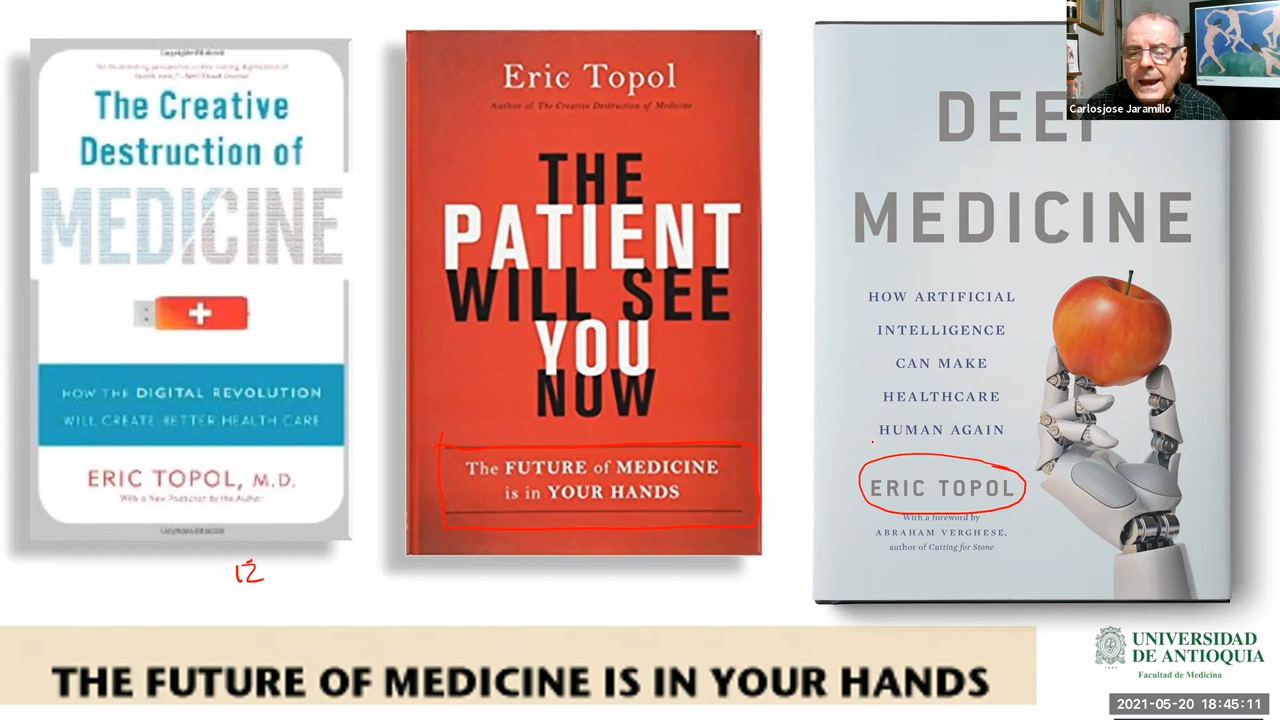 The Creative
Destruction of
MEDICINE
HOW THE DIGITAL REVOLUTION
WILL CREATE BETTER HEALTH CARE
ERIC TOPOL, M.D.
With a New Postscript by the Author
12
Eric Topol
Author of The Creative Destruction of Medicine
THE
PATIENT
WILL SEE
YOU
NOW
The FUTURE of MEDICINE
is in YOUR HANDS
DEEP
MEDICINE
HOW ARTIFICIAL
INTELLIGENCE
CAN MAKE
HEALTHCARE
HUMAN AGAIN
ERIC TOPOL
With a foreword by
ABRAHAM VERGHESE,
author of Cutting for Stone
Carlosjose Jaramillo
THE FUTURE OF MEDICINE IS IN YOUR HANDS
UNIVERSIDAD
DE ANTIOQUIA
Facultad de Medicina
2021-05-20 18:45:11